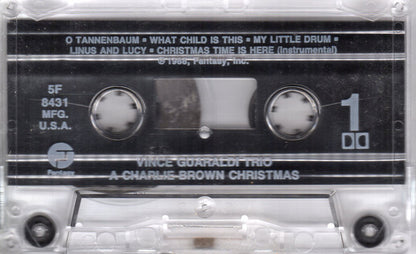 O TANNENBAUM • WHAT CHILD IS THIS • MY LITTLE DRUM •
LINUS AND LUCY • CHRISTMAS TIME IS HERE (Instrumental)
℗ 1988, Fantasy, Inc.
5F
8431
MFG.
U.S.A.
1
Fantasy
VINCE GUARALDI TRIO
A CHARLIE BROWN CHRISTMAS